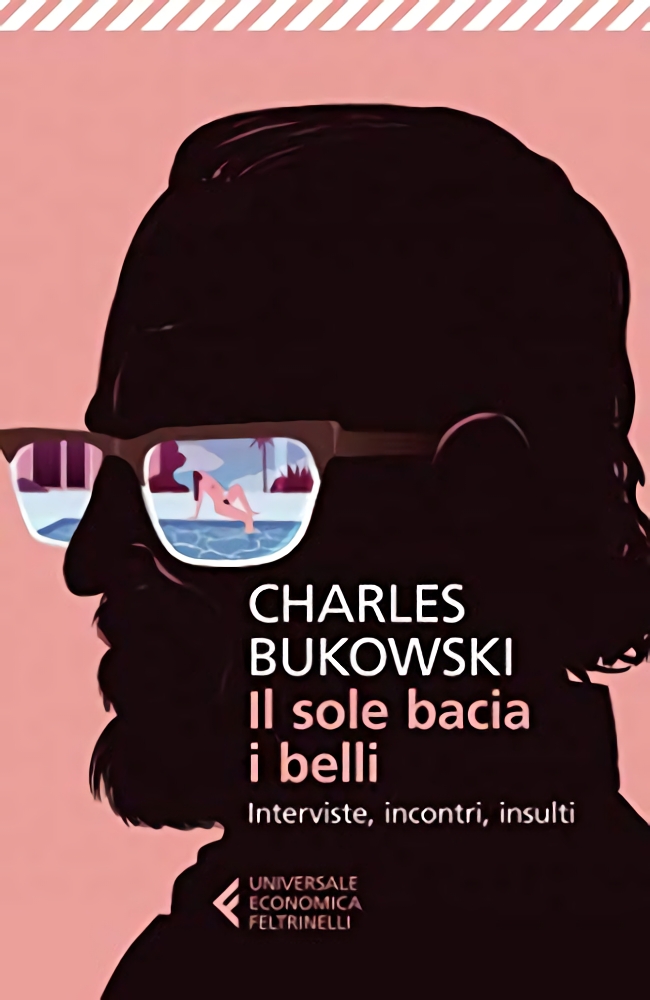 CHARLES
BUKOWSKI
Il sole bacia
i belli
Interviste, incontri, insulti
UNIVERSALE
ECONOMICA
FELTRINELLI